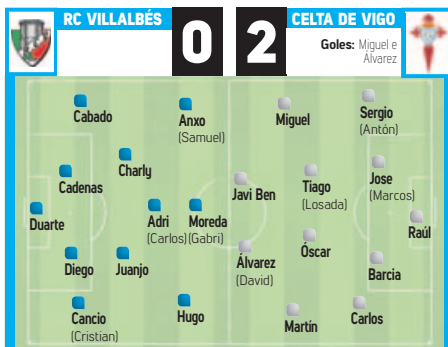 RC VILLALBÉS
0
2
CELTA DE VIGO
Goles: Miguel e
Álvarez
Cabado
Anxo
(Samuel)
Charly
Cadenas
Duarte
Adri
(Carlos)
Moreda
(Gabri)
Diego
Juanjo
Cancio
(Cristian)
Hugo
Miguel
Sergio
(Antón)
Javi Ben
Tiago
(Losada)
Jose
(Marcos)
Raúl
Álvarez
(David)
Óscar
Barcia
Martín
Carlos